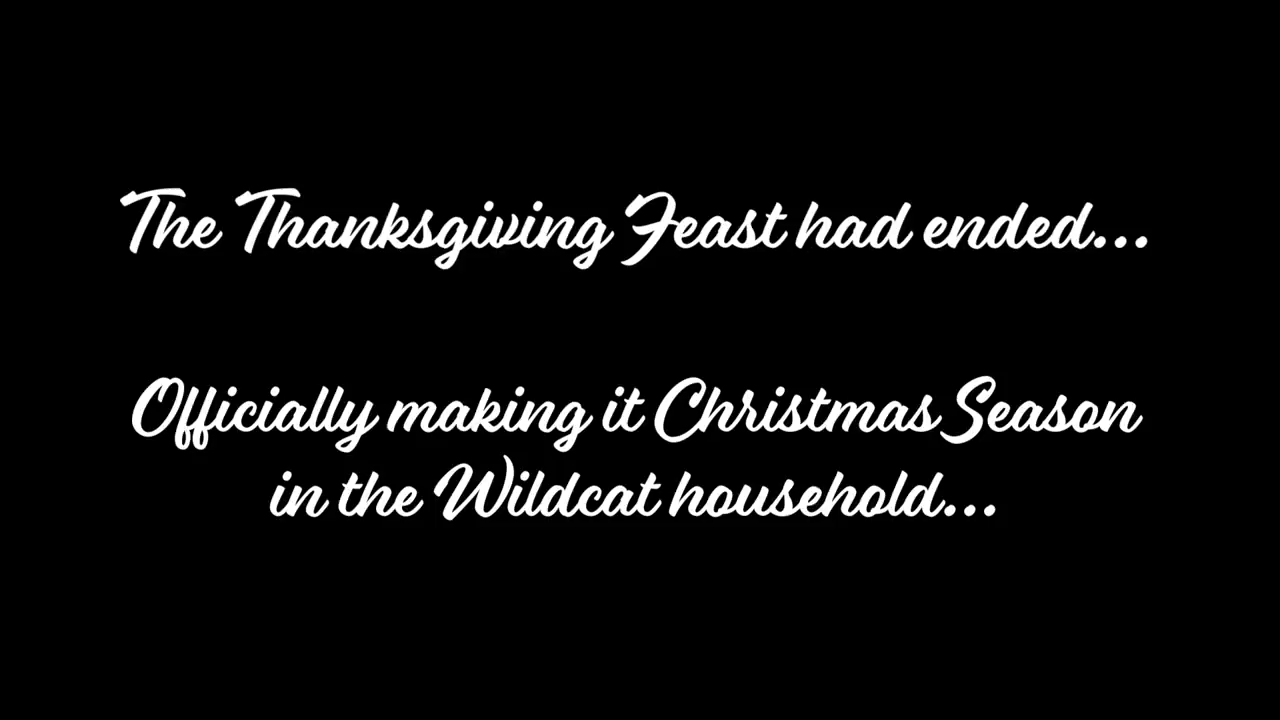 The Thanksgiving Feast had ended...
Officially making it Christmas Season
in the Wildcat household...